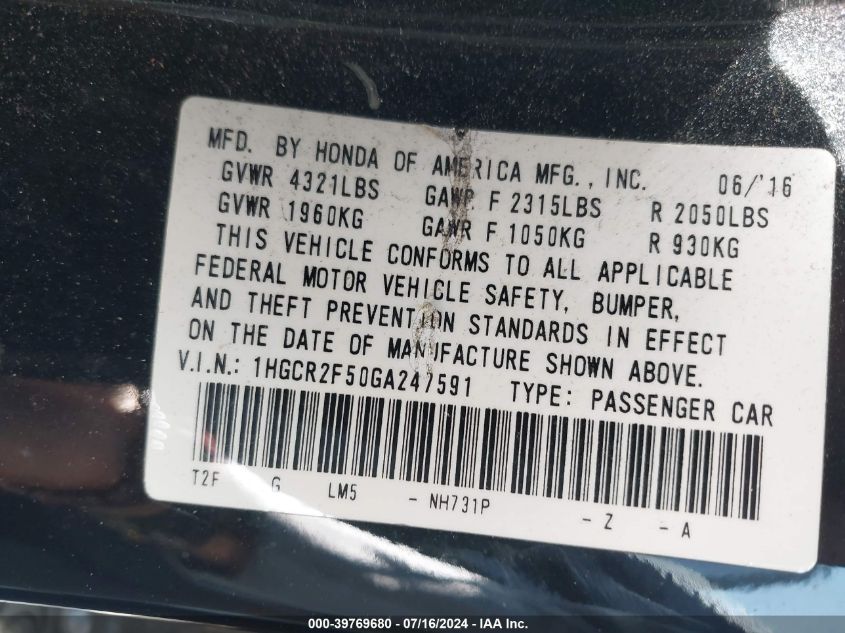 MFD. BY HONDA OF AMERICA MFG., INC. 06/'16
GVWR 4321LBS GAWR F 2315LBS R 2050LBS
GVWR 1960KG GAWR F 1050KG R 930KG
THIS VEHICLE CONFORMS TO ALL APPLICABLE
FEDERAL MOTOR VEHICLE SAFETY, BUMPER,
AND THEFT PREVENTION STANDARDS IN EFFECT
ON THE DATE OF MANUFACTURE SHOWN ABOVE.
V.I.N.: 1HGCR2F50GA247591 TYPE: PASSENGER CAR
T2F G LM5 - NH731P - Z - A
000-39769680 - 07/16/2024 - IAA Inc.